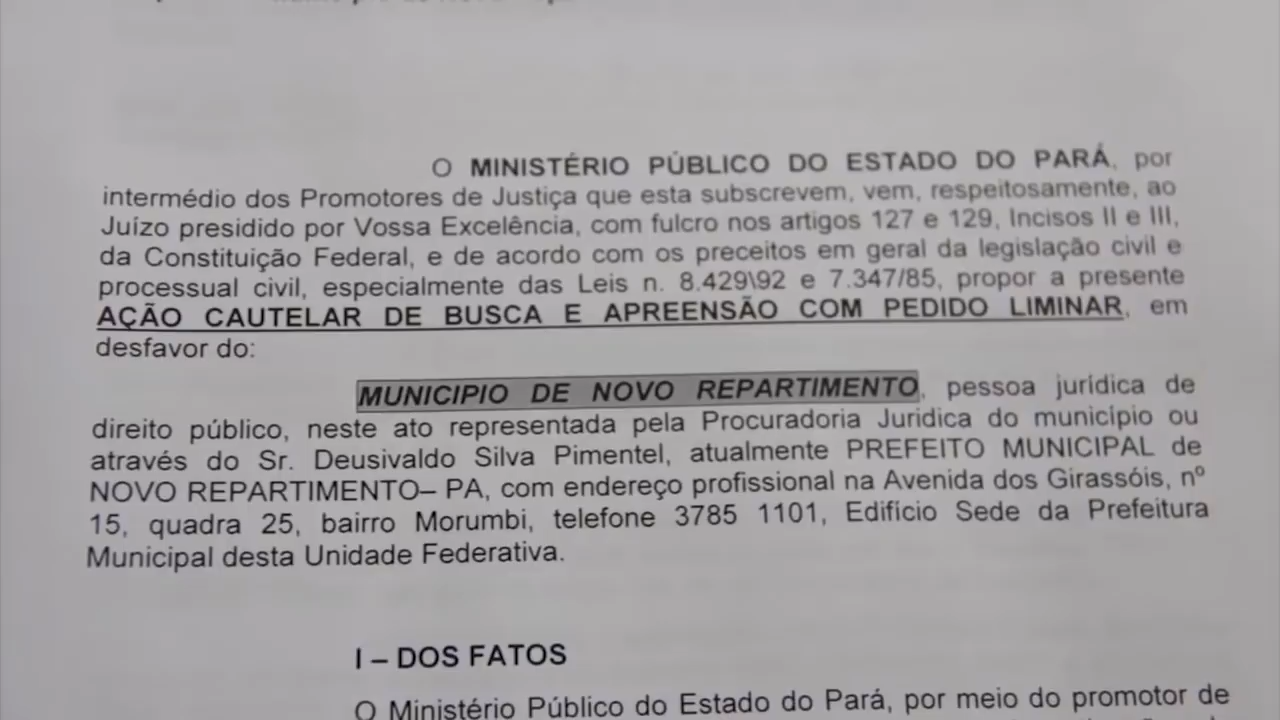 O MINISTÉRIO PÚBLICO DO ESTADO DO PARÁ, por
intermédio dos Promotores de Justiça que esta subscrevem, vem, respeitosamente, ao
Juízo presidido por Vossa Excelência, com fulcro nos artigos 127 e 129, Incisos II e III,
da Constituição Federal, e de acordo com os preceitos em geral da legislação civil e
processual civil, especialmente das Leis n. 8.429\92 e 7.347/85, propor a presente
AÇÃO CAUTELAR DE BUSCA E APREENSÃO COM PEDIDO LIMINAR, em
desfavor do:
MUNICIPIO DE NOVO REPARTIMENTO, pessoa jurídica de
direito público, neste ato representada pela Procuradoria Juridica do município ou
através do Sr. Deusivaldo Silva Pimentel, atualmente PREFEITO MUNICIPAL de
NOVO REPARTIMENTO– PA, com endereço profissional na Avenida dos Girassóis, nº
15, quadra 25, bairro Morumbi, telefone 3785 1101, Edifício Sede da Prefeitura
Municipal desta Unidade Federativa.
I – DOS FATOS
O Ministério Público do Estado do Pará, por meio do promotor de